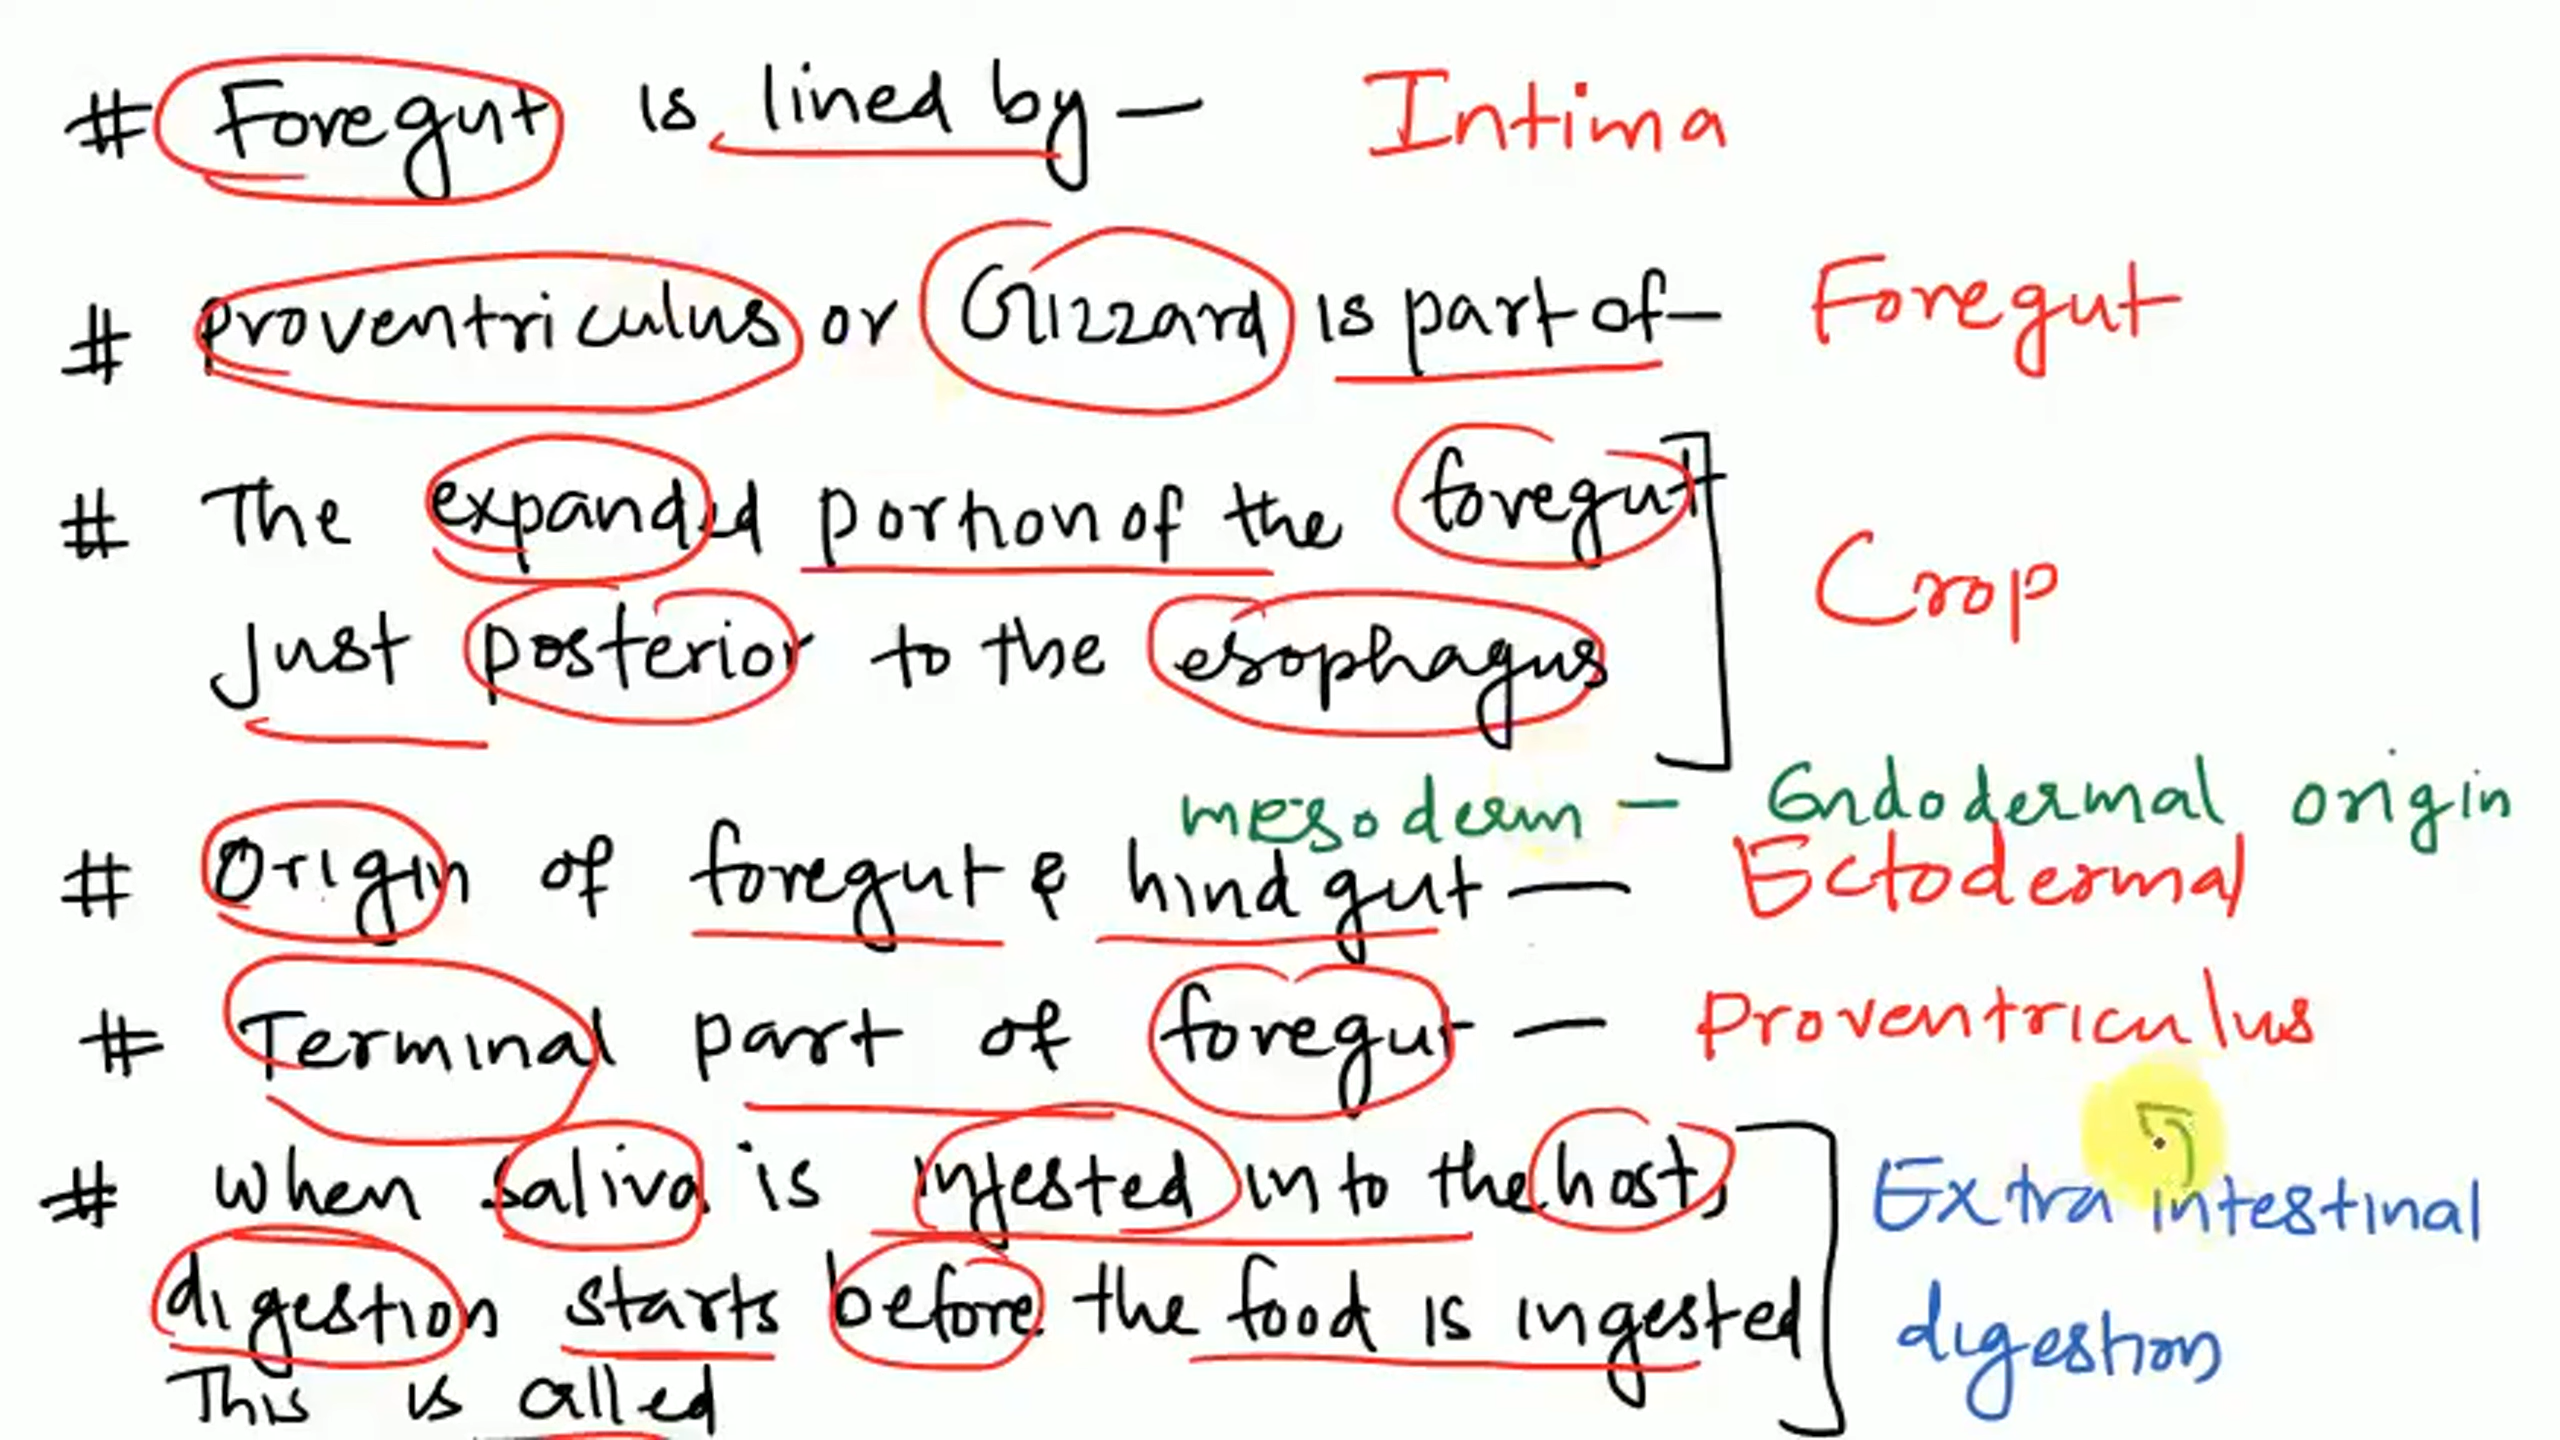 # Foregut is lined by — Intima
# proventriculus or Gizzard is part of — Foregut
# The expanded portion of the foregut
Just posterior to the esophagus
Crop
mesoderm — Endodermal origin
# Origin of foregut & hindgut — Ectodermal
# Terminal part of foregut — proventriculus
# when saliva is injested into the host,
digestion starts before the food is ingested
This is called
Extra intestinal
digestion